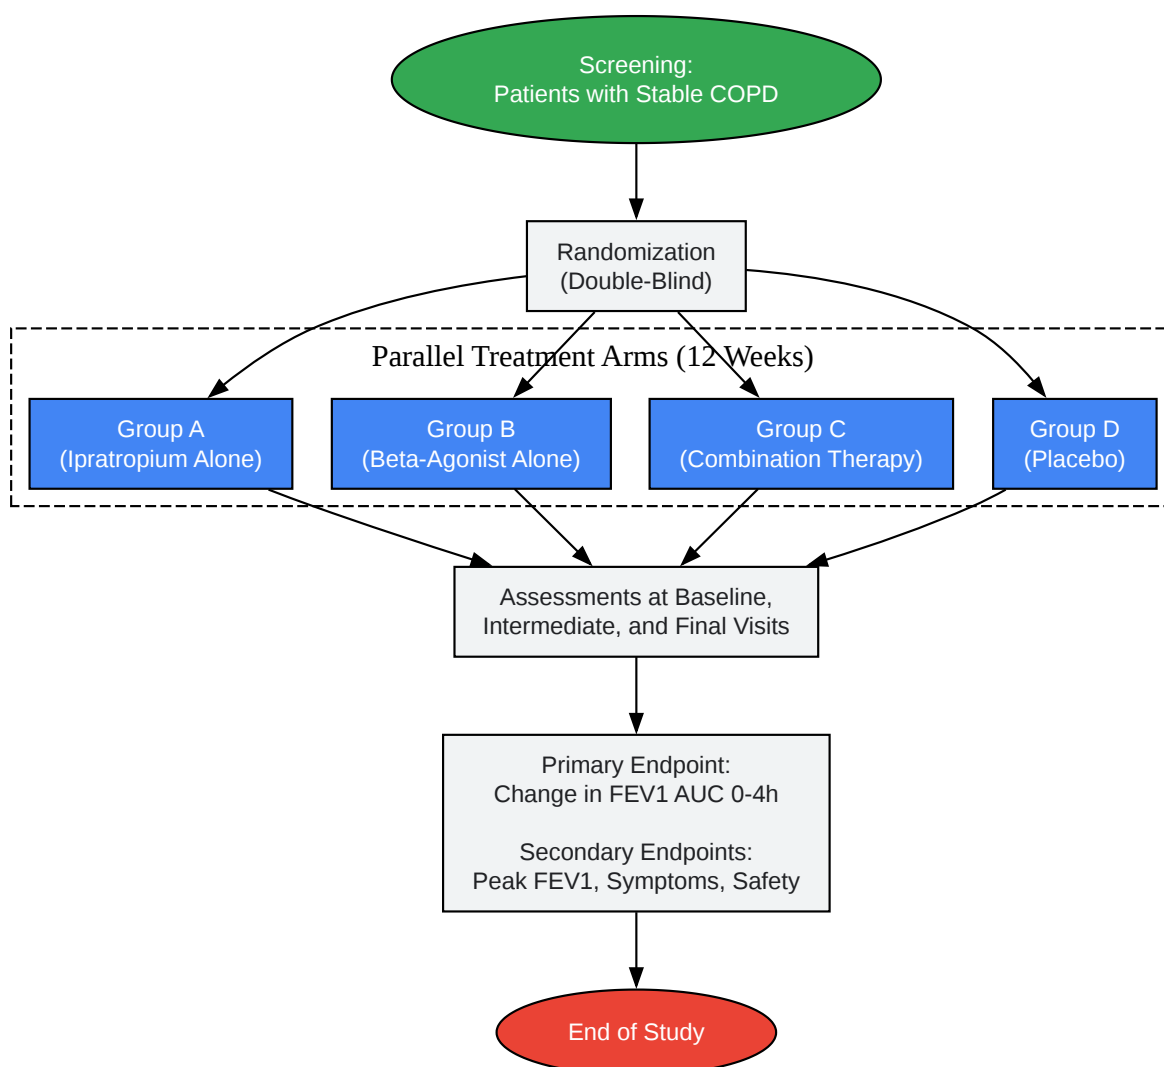 Screening:
Patients with Stable COPD
Randomization
(Double-Blind)
Parallel Treatment Arms (12 Weeks)
Group A
(Ipratropium Alone)
Group B
(Beta-Agonist Alone)
Group C
(Combination Therapy)
Group D
(Placebo)
Assessments at Baseline,
Intermediate, and Final Visits
Primary Endpoint:
Change in FEV1 AUC 0-4h
Secondary Endpoints:
Peak FEV1, Symptoms, Safety
End of Study